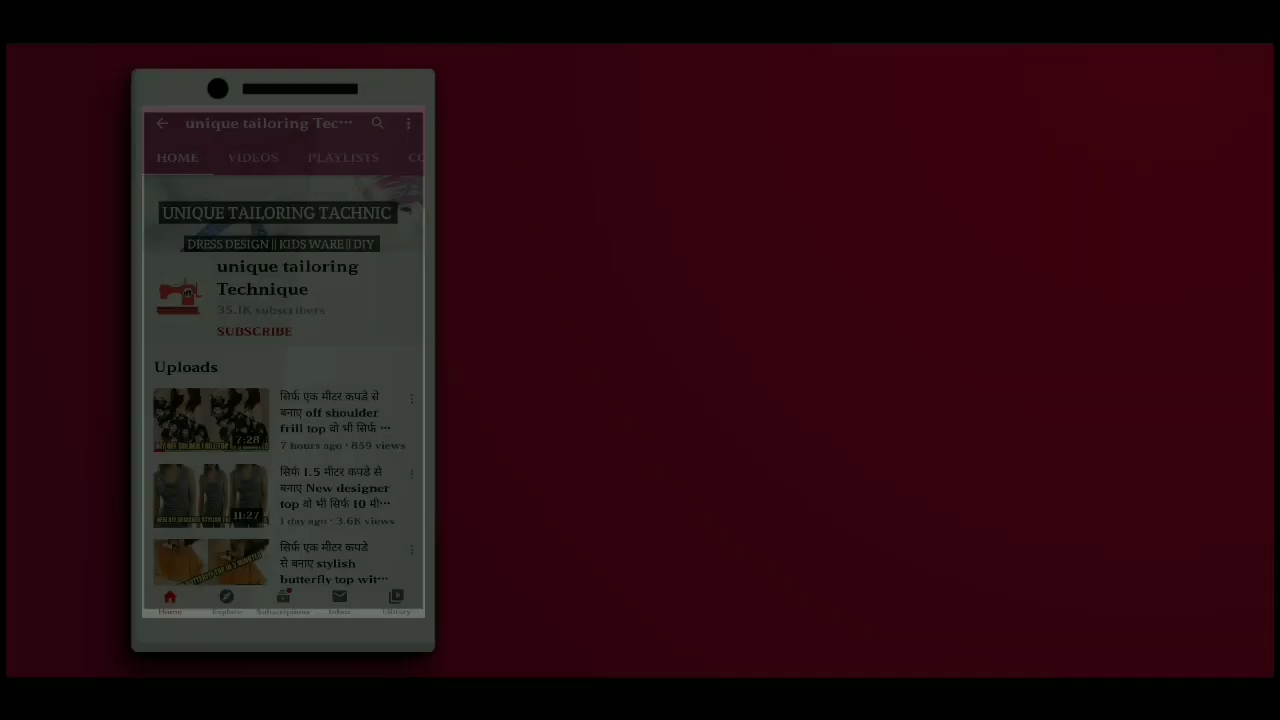 unique tailoring Tec...
HOME VIDEOS PLAYLISTS CO
UNIQUE TAILORING TACHNIC
DRESS DESIGN || KIDS WARE || DIY
unique tailoring
Technique
35.1K subscribers
SUBSCRIBE
Uploads
सिर्फ एक मीटर कपडे से
बनाए off shoulder
frill top वो भी सिर्फ ...
7 hours ago · 859 views
7:28
सिर्फ 1.5 मीटर कपडे से
बनाए New designer
top वो भी सिर्फ 10 मी...
1 day ago · 3.6K views
11:27
सिर्फ एक मीटर कपडे
से बनाए stylish
butterfly top wit...
Home Explore Subscriptions Inbox Library